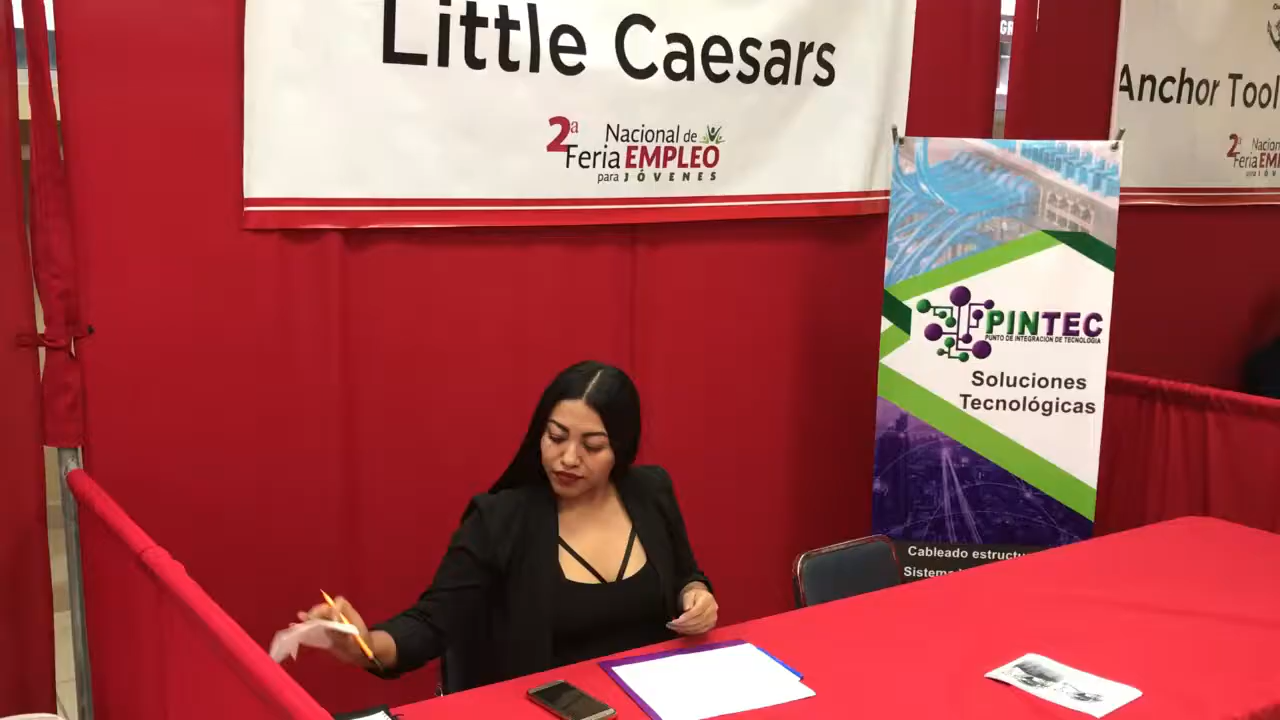 Little Caesars
2ª
Nacional de
Feria EMPLEO
para JÓVENES
Anchor Tool
2ª
Nacion
Feria EMP
PINTEC
PUNTO DE INTEGRACIÓN DE TECNOLOGÍA
Soluciones
Tecnológicas
Cableado estructu
Sistem